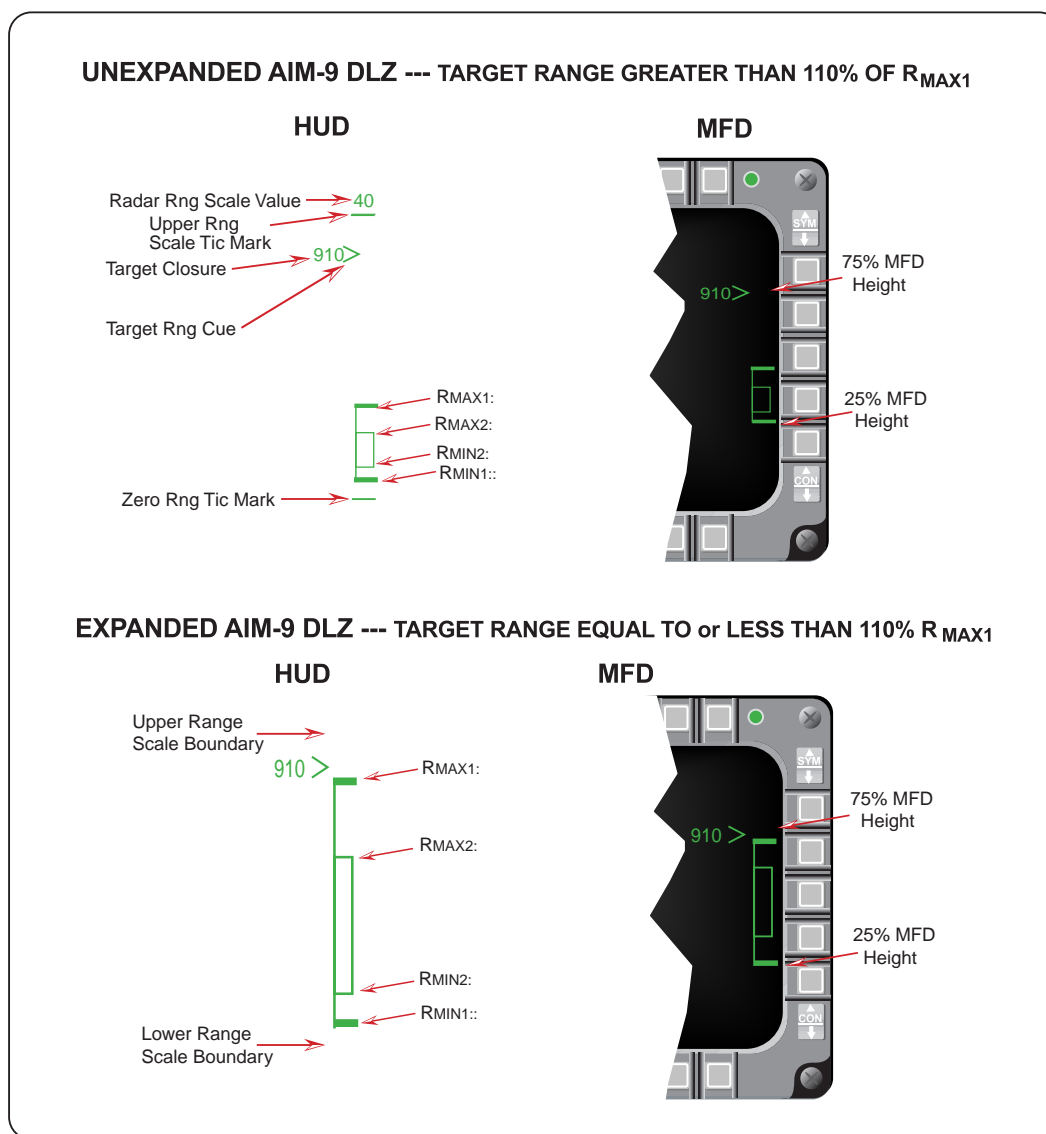 UNEXPANDED AIM-9 DLZ --- TARGET RANGE GREATER THAN 110% OF RMAX1
HUD
MFD
Radar Rng Scale Value
40
Upper Rng
Scale Tic Mark
Target Closure
910
Target Rng Cue
RMAX1:
RMAX2:
RMIN2:
RMIN1::
Zero Rng Tic Mark
SYM
910
75% MFD
Height
25% MFD
Height
CON
EXPANDED AIM-9 DLZ --- TARGET RANGE EQUAL TO or LESS THAN 110% RMAX1
HUD
MFD
Upper Range
Scale Boundary
910
RMAX1:
RMAX2:
RMIN2:
RMIN1::
Lower Range
Scale Boundary
SYM
75% MFD
Height
910
25% MFD
Height
CON